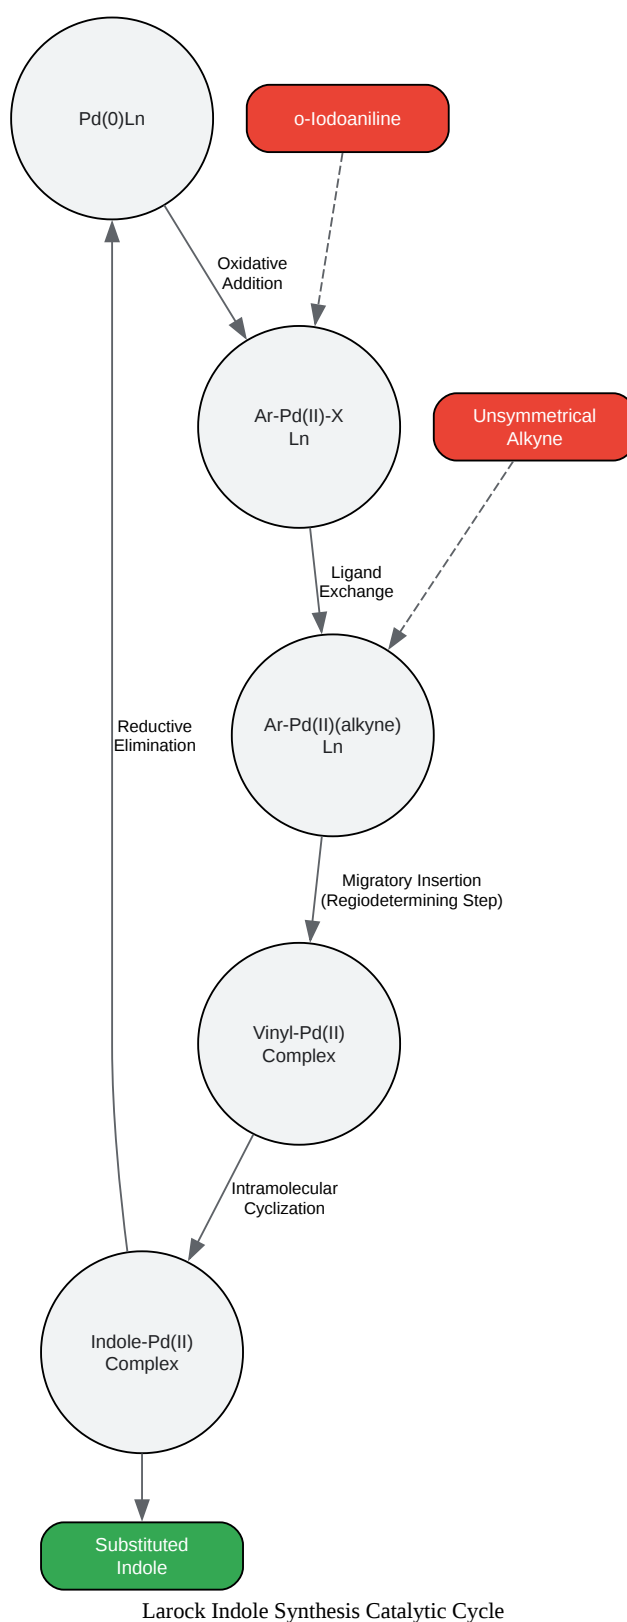 Pd(0)Ln
o-Iodoaniline
Oxidative
Addition
Ar-Pd(II)-X
Ln
Unsymmetrical
Alkyne
Ligand
Exchange
Ar-Pd(II)(alkyne)
Ln
Reductive
Elimination
Migratory Insertion
(Regiodetermining Step)
Vinyl-Pd(II)
Complex
Intramolecular
Cyclization
Indole-Pd(II)
Complex
Substituted
Indole
Larock Indole Synthesis Catalytic Cycle